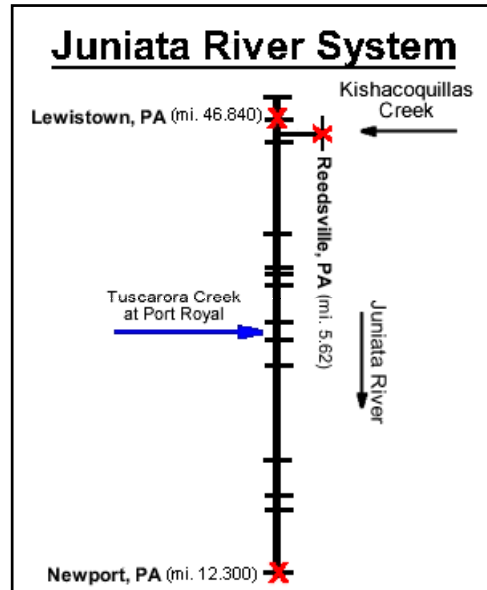 Juniata River System
Lewistown, PA (mi. 46.840)
Kishacoquillas
Creek
Reedsville, PA (mi. 5.62)
Tuscarora Creek
at Port Royal
Juniata River
Newport, PA (mi. 12.300)